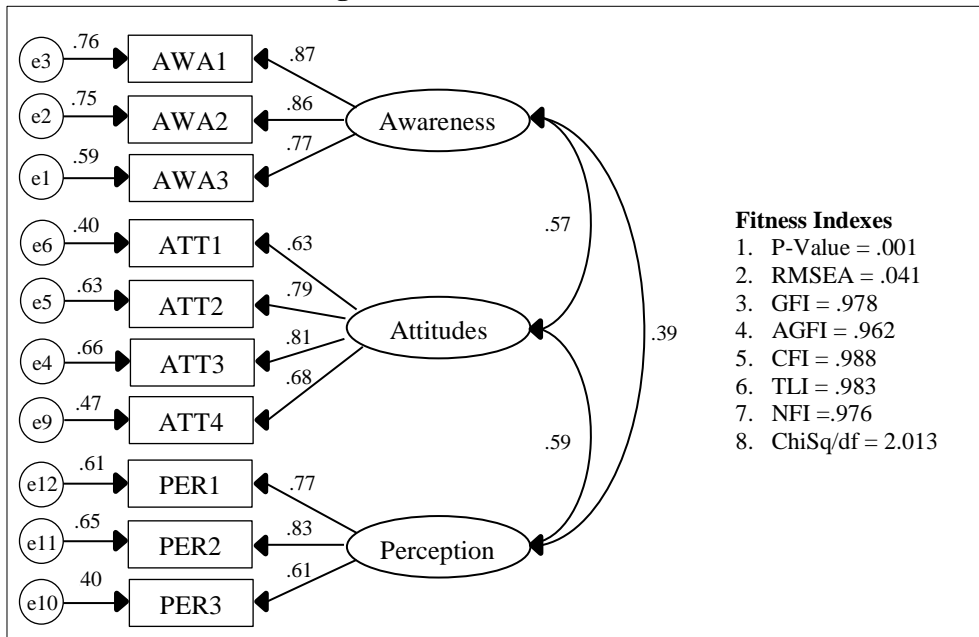 .76
e3
AWA1
.87
.75
e2
AWA2
.86
Awareness
.59
e1
AWA3
.77
.57
.40
e6
ATT1
.63
.63
e5
ATT2
.79
Attitudes
.39
.66
e4
ATT3
.81
.47
e9
ATT4
.68
.59
.61
e12
PER1
.77
.65
e11
PER2
.83
Perception
40
e10
PER3
.61
Fitness Indexes
1. P-Value = .001
2. RMSEA = .041
3. GFI = .978
4. AGFI = .962
5. CFI = .988
6. TLI = .983
7. NFI =.976
8. ChiSq/df = 2.013